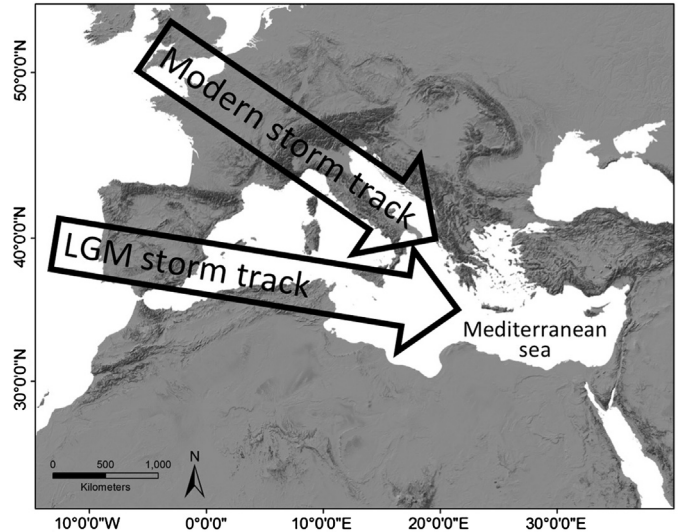 Modern storm track
LGM storm track
Mediterranean
sea
50°0'0"N
40°0'0"N
30°0'0"N
N
0 500 1,000
Kilometers
10°0'0"W 0°0'0" 10°0'0"E 20°0'0"E 30°0'0"E